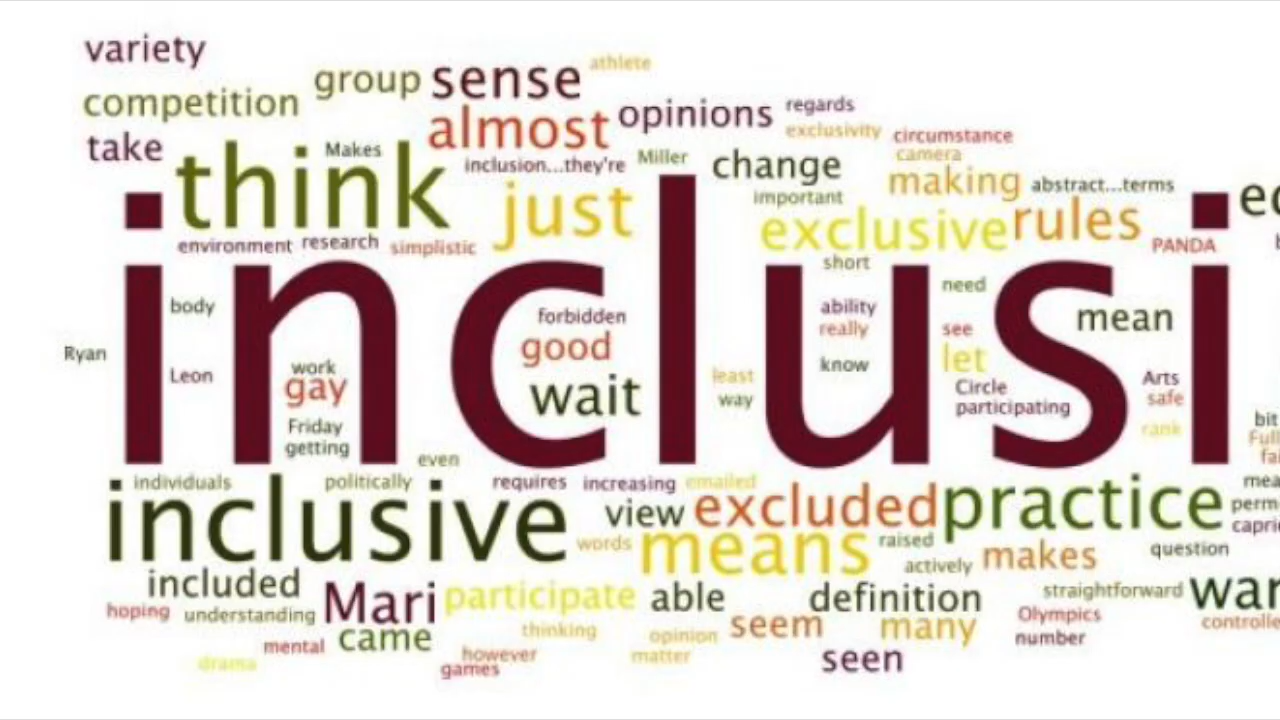 variety
group sense athlete
competition
almost opinions regards
exclusivity circumstance
take think Makes inclusion...they're Miller change camera
just important making abstract...terms
environment research simplistic exclusive rules PANDA
inclusi
short
body forbidden ability need mean
good really see
Ryan Leon work gay wait least know let Arts
way Circle safe
participating
Friday rank
getting bit
even
individuals politically requires increasing emailed
inclusive view excluded practice
words means raised makes question
actively
included Mari participate able definition straightforward
hoping understanding seem many Olympics
came thinking opinion number
mental however matter seen
drama games